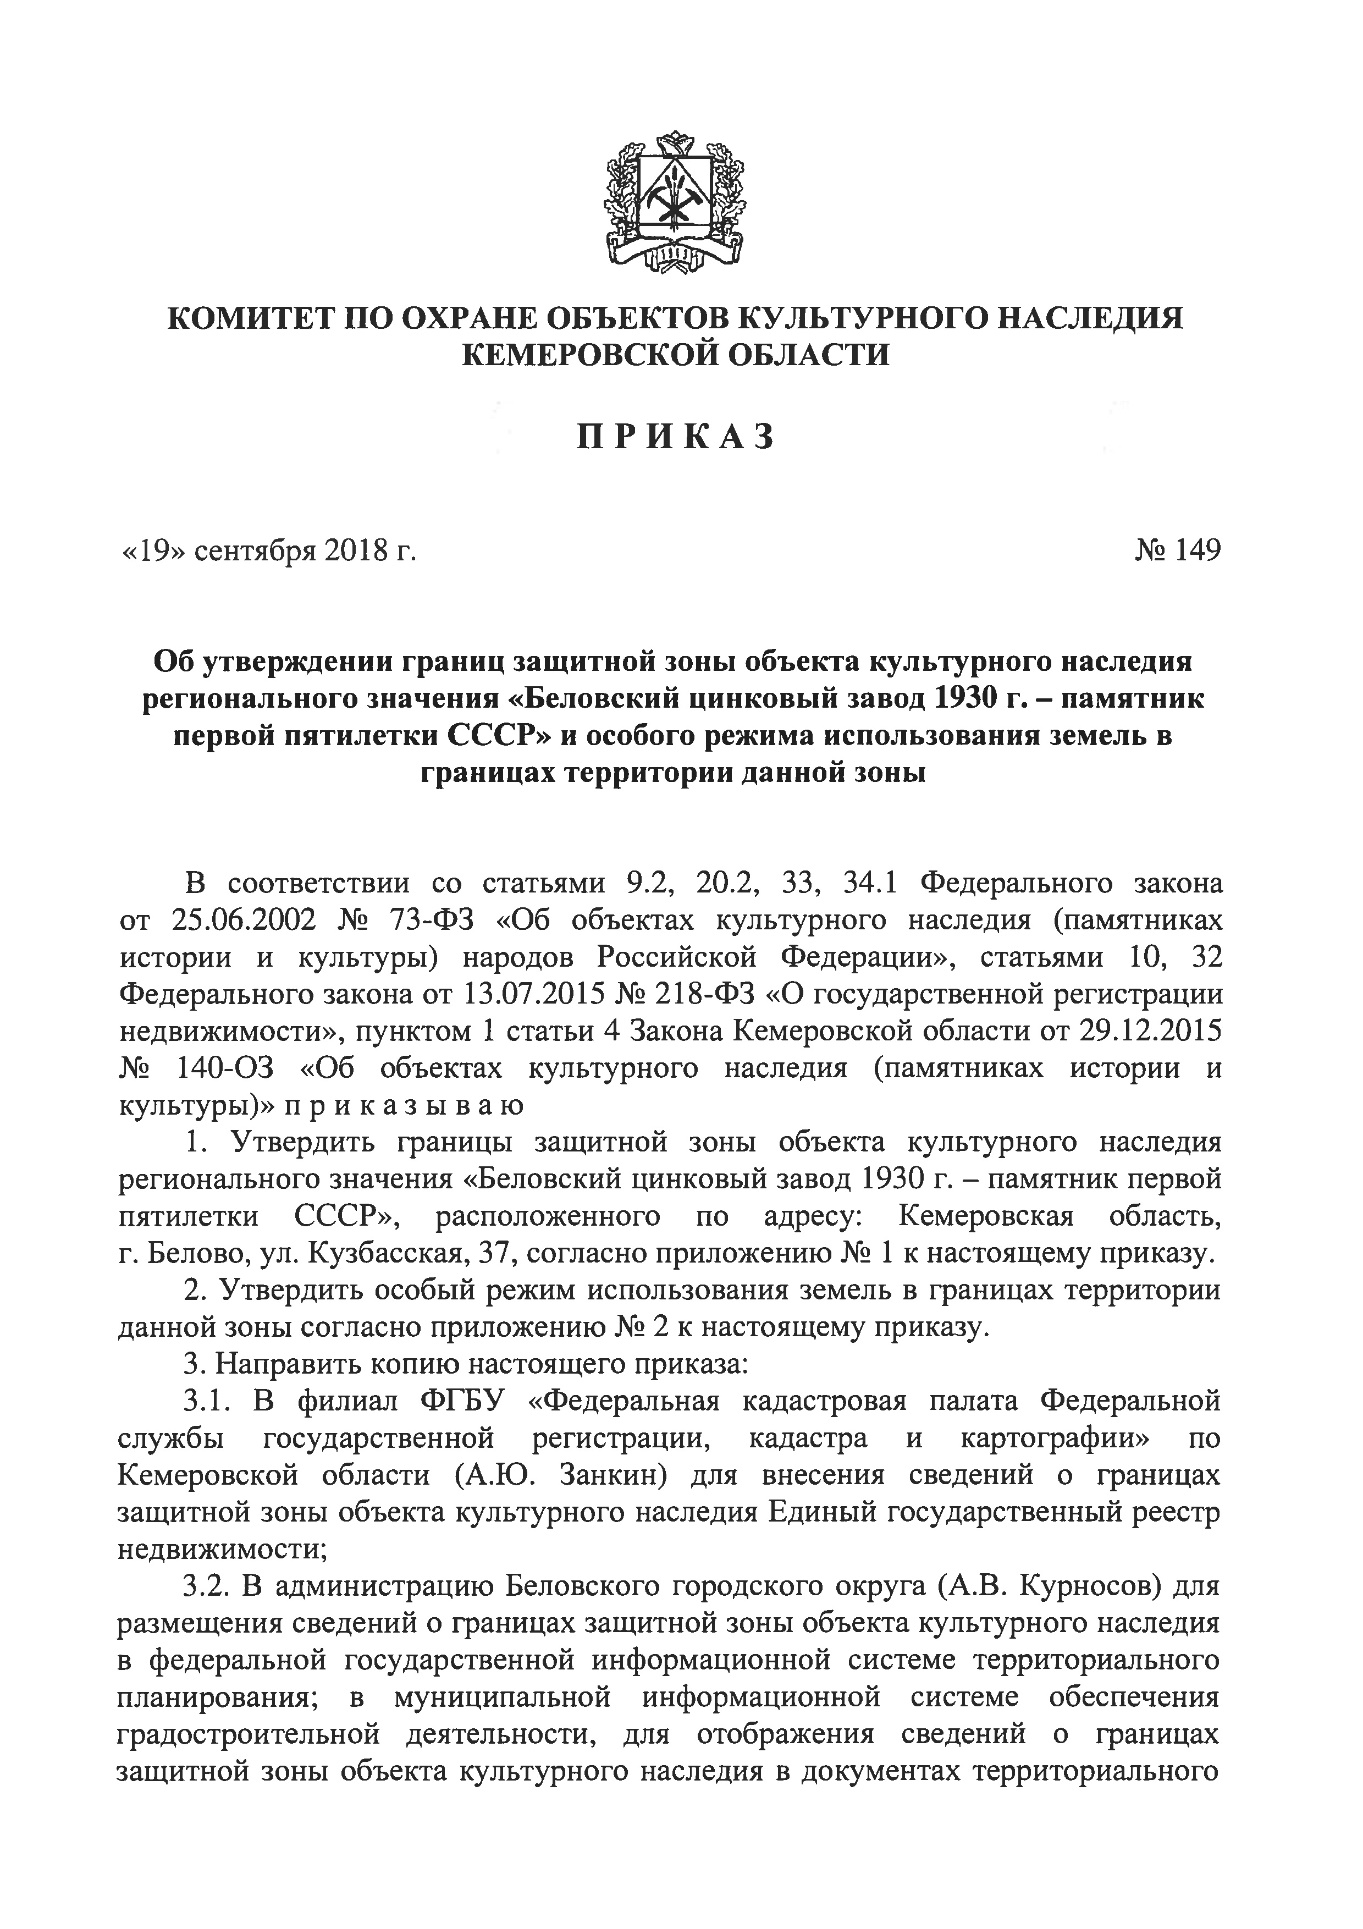 КОМИТЕТ ПО ОХРАНЕ ОБЪЕКТОВ КУЛЬТУРНОГО НАСЛЕДИЯ
КЕМЕРОВСКОЙ ОБЛАСТИ
П Р И К А З
«19» сентября 2018 г. № 149
Об утверждении границ защитной зоны объекта культурного наследия
регионального значения «Беловский цинковый завод 1930 г. – памятник
первой пятилетки СССР» и особого режима использования земель в
границах территории данной зоны
В соответствии со статьями 9.2, 20.2, 33, 34.1 Федерального закона
от 25.06.2002 № 73-ФЗ «Об объектах культурного наследия (памятниках
истории и культуры) народов Российской Федерации», статьями 10, 32
Федерального закона от 13.07.2015 № 218-ФЗ «О государственной регистрации
недвижимости», пунктом 1 статьи 4 Закона Кемеровской области от 29.12.2015
№ 140-ОЗ «Об объектах культурного наследия (памятниках истории и
культуры)» п р и к а з ы в а ю
1. Утвердить границы защитной зоны объекта культурного наследия
регионального значения «Беловский цинковый завод 1930 г. – памятник первой
пятилетки СССР», расположенного по адресу: Кемеровская область,
г. Белово, ул. Кузбасская, 37, согласно приложению № 1 к настоящему приказу.
2. Утвердить особый режим использования земель в границах территории
данной зоны согласно приложению № 2 к настоящему приказу.
3. Направить копию настоящего приказа:
3.1. В филиал ФГБУ «Федеральная кадастровая палата Федеральной
службы государственной регистрации, кадастра и картографии» по
Кемеровской области (А.Ю. Занкин) для внесения сведений о границах
защитной зоны объекта культурного наследия Единый государственный реестр
недвижимости;
3.2. В администрацию Беловского городского округа (А.В. Курносов) для
размещения сведений о границах защитной зоны объекта культурного наследия
в федеральной государственной информационной системе территориального
планирования; в муниципальной информационной системе обеспечения
градостроительной деятельности, для отображения сведений о границах
защитной зоны объекта культурного наследия в документах территориального